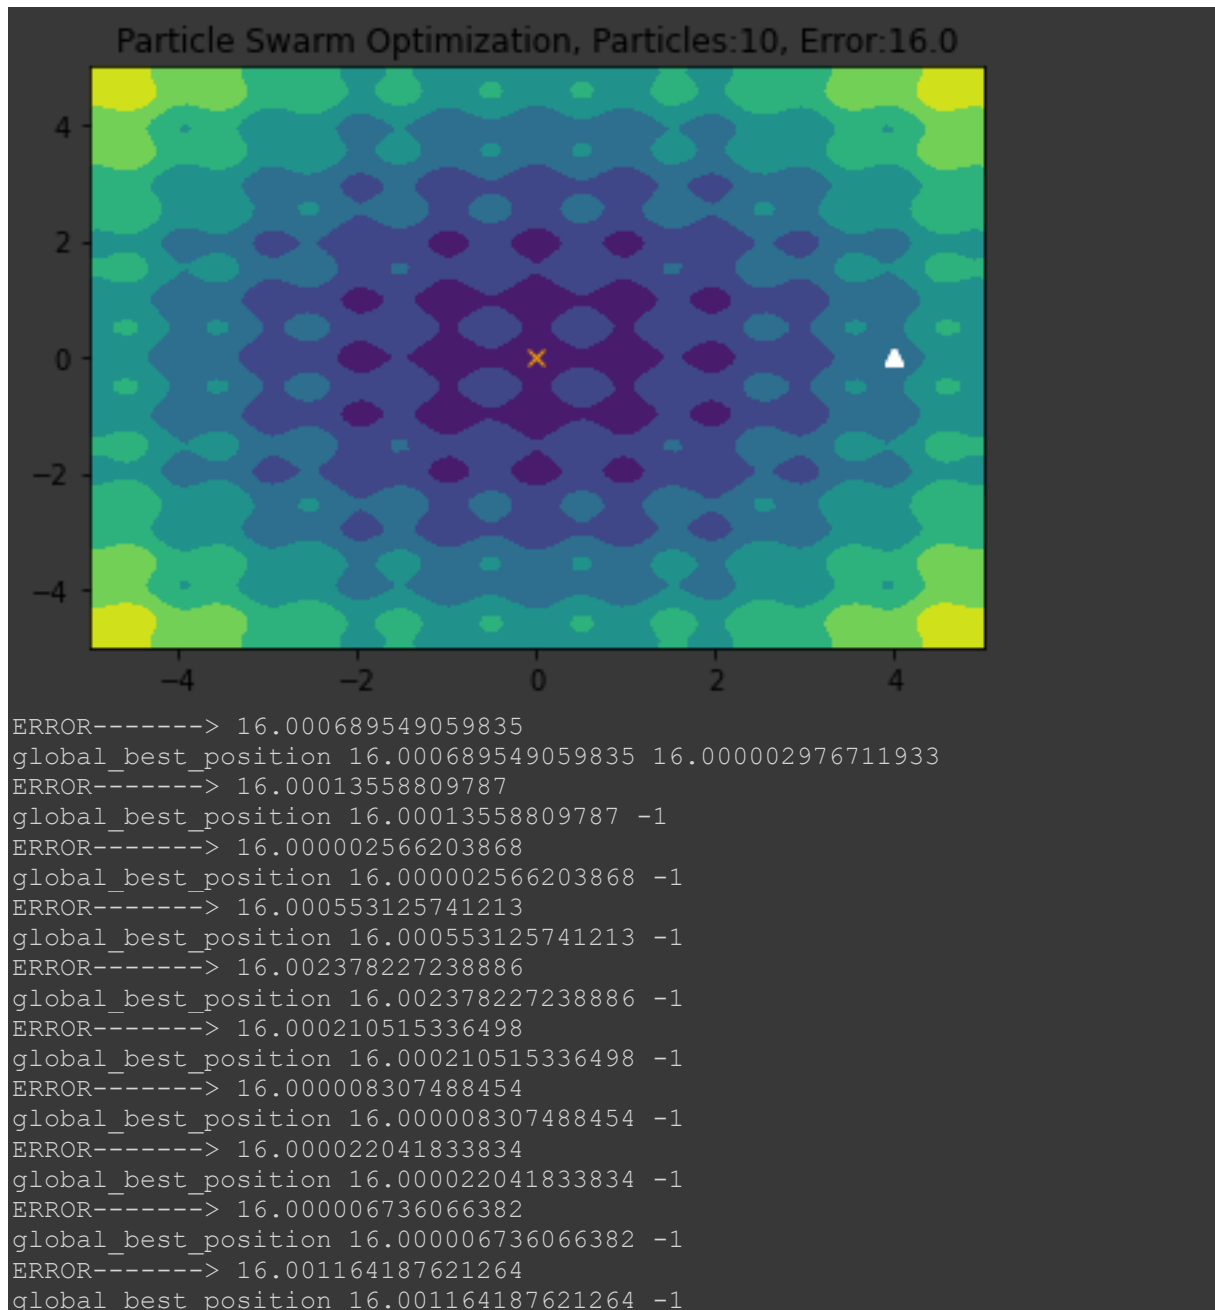 Particle Swarm Optimization, Particles:10, Error:16.0
4
2
0
−2
−4
−4 −2 0 2 4
ERROR-------> 16.000689549059835
global_best_position 16.000689549059835 16.000002976711933
ERROR-------> 16.00013558809787
global_best_position 16.00013558809787 -1
ERROR-------> 16.000002566203868
global_best_position 16.000002566203868 -1
ERROR-------> 16.000553125741213
global_best_position 16.000553125741213 -1
ERROR-------> 16.002378227238886
global_best_position 16.002378227238886 -1
ERROR-------> 16.000210515336498
global_best_position 16.000210515336498 -1
ERROR-------> 16.000008307488454
global_best_position 16.000008307488454 -1
ERROR-------> 16.000022041833834
global_best_position 16.000022041833834 -1
ERROR-------> 16.000006736066382
global_best_position 16.000006736066382 -1
ERROR-------> 16.001164187621264
global_best_position 16.001164187621264 -1